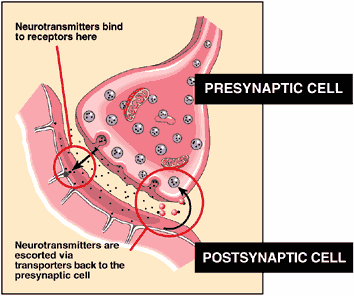 Neurotransmitters bind
to receptors here
PRESYNAPTIC CELL
POSTSYNAPTIC CELL
Neurotransmitters are
escorted via
transporters back to the
presynaptic cell